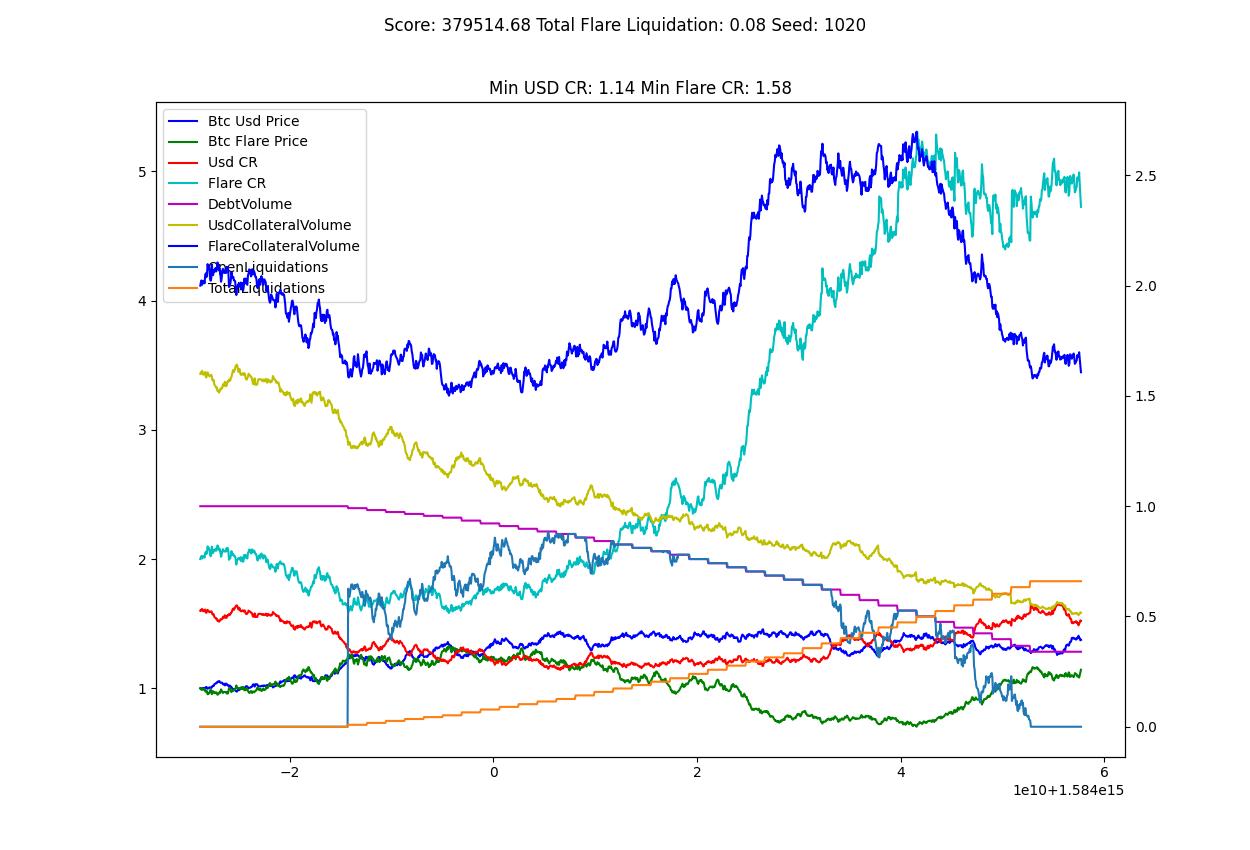 Score: 379514.68 Total Flare Liquidation: 0.08 Seed: 1020
Min USD CR: 1.14 Min Flare CR: 1.58
Btc Usd Price
Btc Flare Price
Usd CR
Flare CR
DebtVolume
UsdCollateralVolume
FlareCollateralVolume
OpenLiquidations
TotalLiquidations
5
4
3
2
1
2.5
2.0
1.5
1.0
0.5
0.0
−2 0 2 4 6
1e10+1.584e15